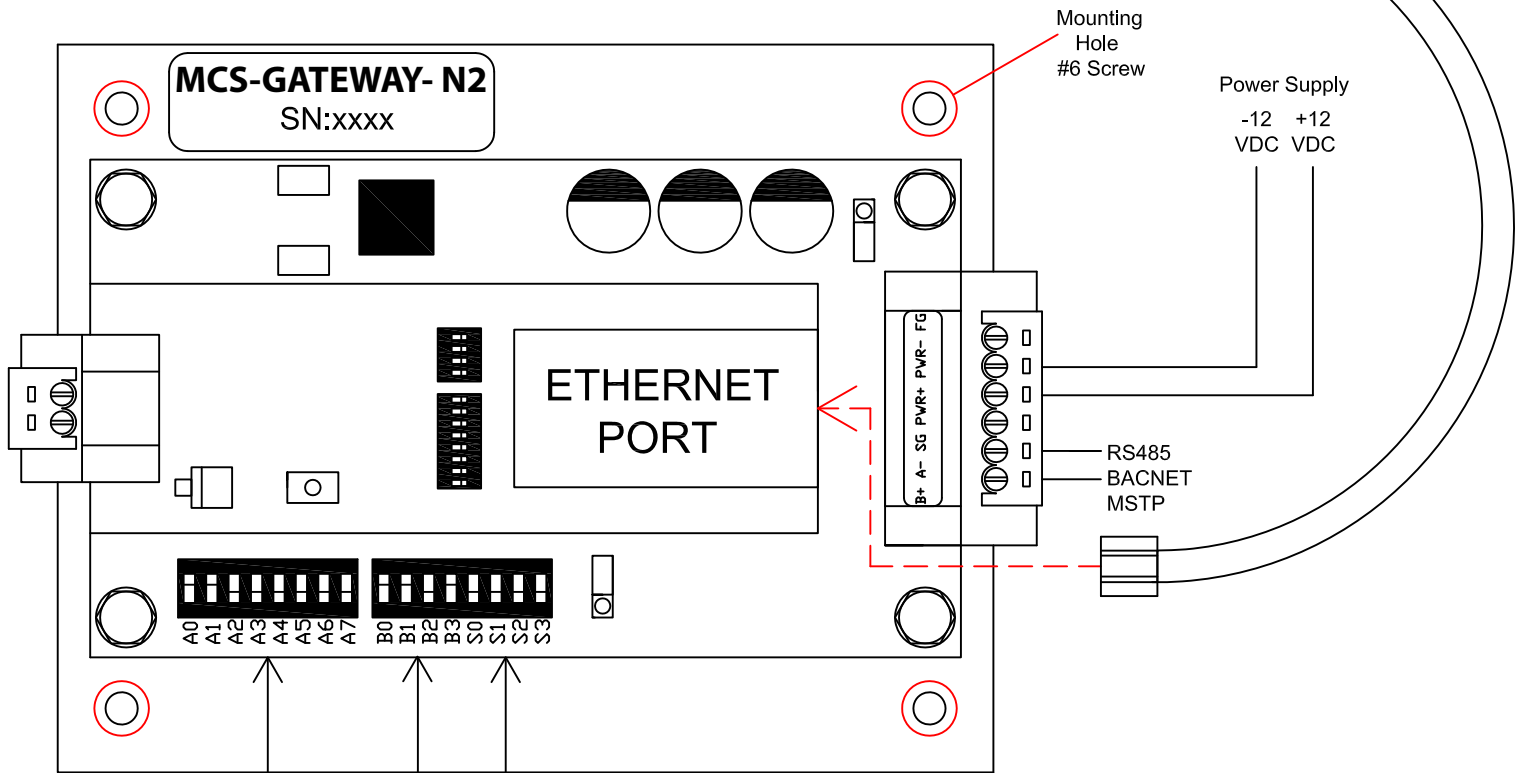 Mounting
Hole
#6 Screw
MCS-GATEWAY- N2
SN:xxxx
Power Supply
-12 +12
VDC VDC
ETHERNET
PORT
B+ A- SG PWR+ PWR- FG
RS485
BACNET
MSTP
A0 A1 A2 A3 A4 A5 A6 A7
B0 B1 B2 B3 S0 S1 S2 S3